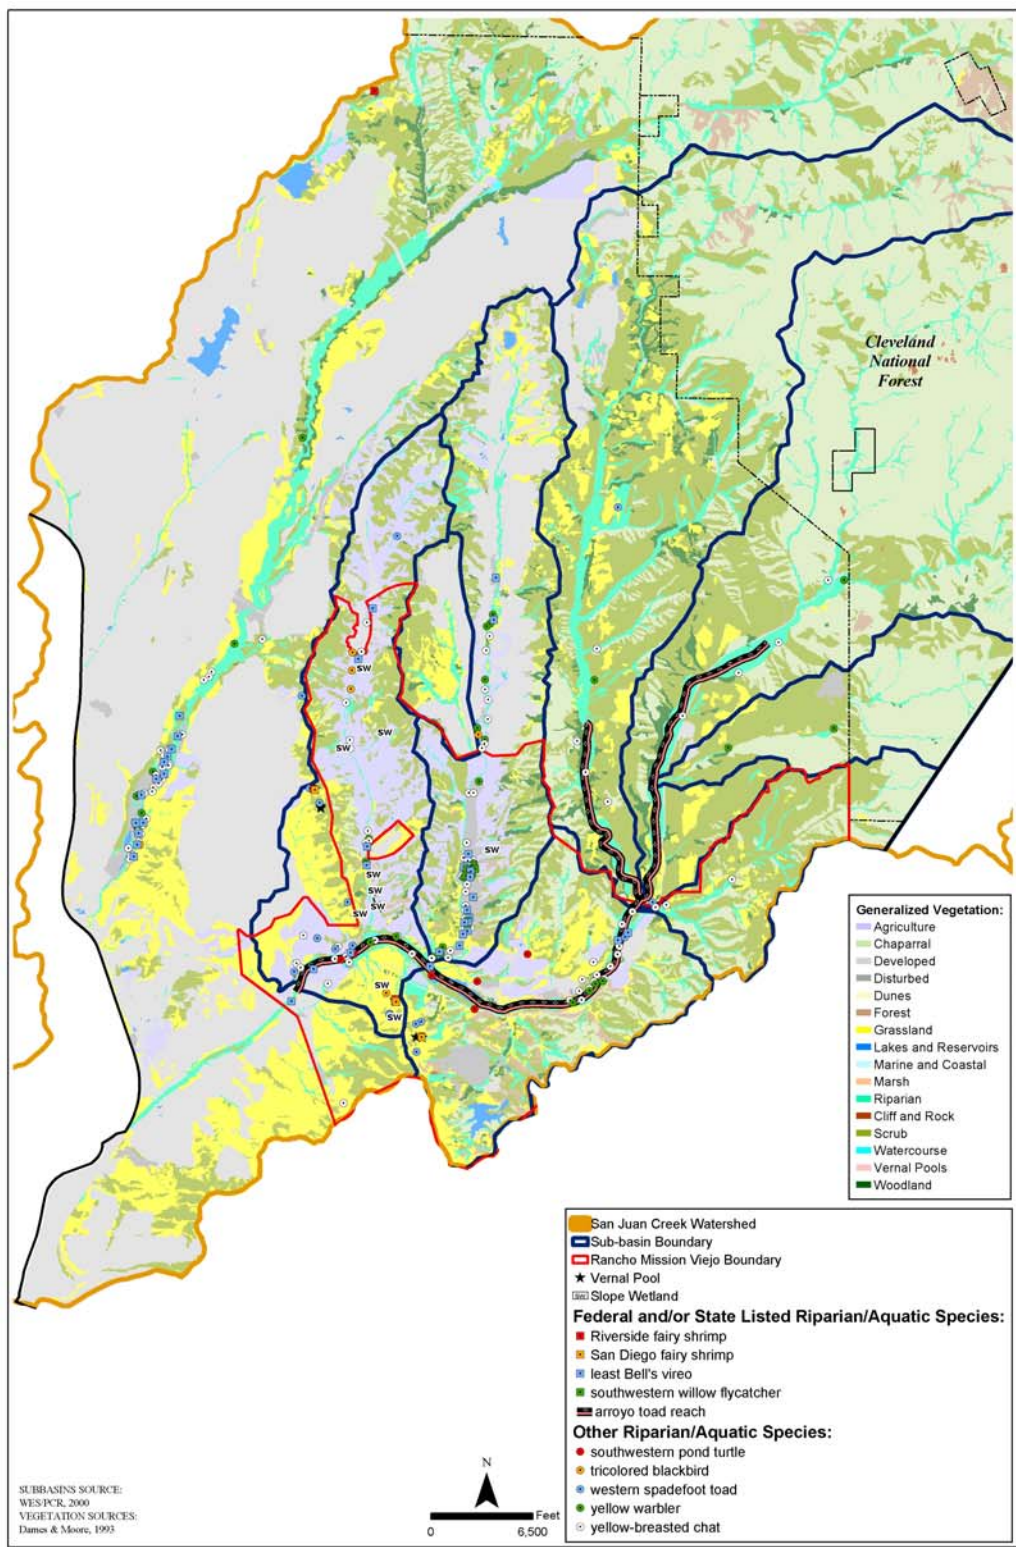 Cleveland
National
Forest
SW
SW
SW
SW
SW
SW
SW
SW
SW
Generalized Vegetation:
Agriculture
Chaparral
Developed
Disturbed
Dunes
Forest
Grassland
Lakes and Reservoirs
Marine and Coastal
Marsh
Riparian
Cliff and Rock
Scrub
Watercourse
Vernal Pools
Woodland
San Juan Creek Watershed
Sub-basin Boundary
Rancho Mission Viejo Boundary
Vernal Pool
SW Slope Wetland
Federal and/or State Listed Riparian/Aquatic Species:
Riverside fairy shrimp
San Diego fairy shrimp
least Bell's vireo
southwestern willow flycatcher
arroyo toad reach
Other Riparian/Aquatic Species:
southwestern pond turtle
tricolored blackbird
western spadefoot toad
yellow warbler
yellow-breasted chat
N
Feet
0 6,500
SUBBASINS SOURCE:
WES/PCR, 2000
VEGETATION SOURCES:
Dames & Moore, 1993